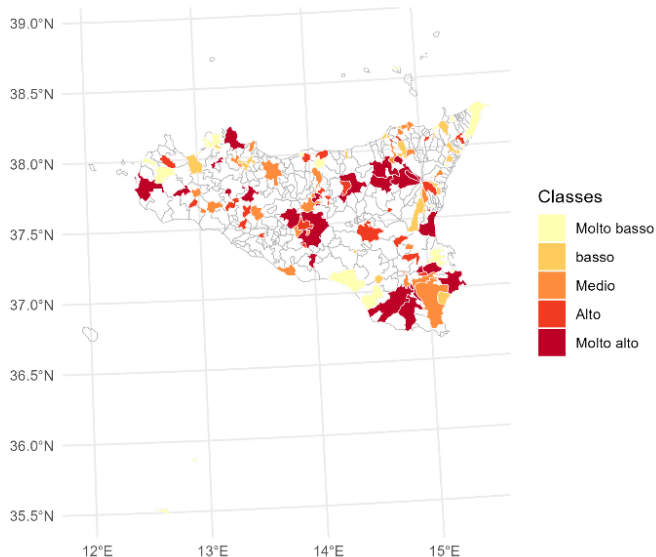 39.0°N
38.5°N
38.0°N
37.5°N
37.0°N
36.5°N
36.0°N
35.5°N
12°E
13°E
14°E
15°E
Classes
Molto basso
basso
Medio
Alto
Molto alto